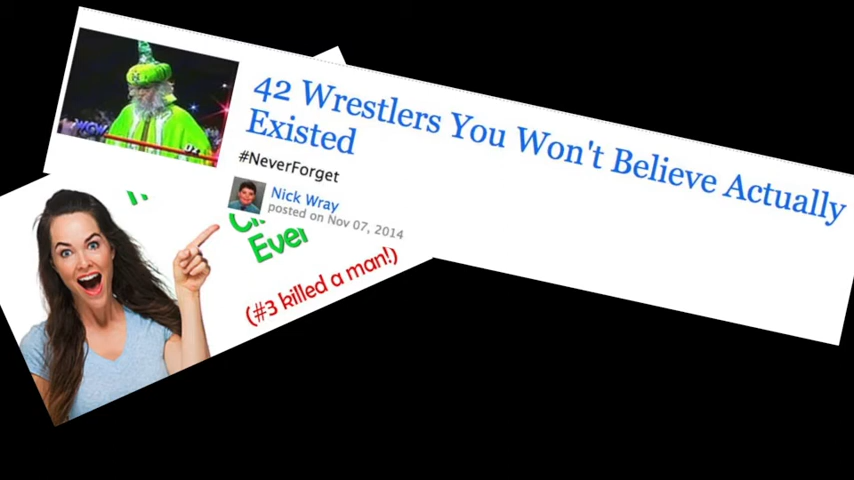 42 Wrestlers You Won't Believe Actually
Existed
#NeverForget
Nick Wray
posted on Nov 07, 2014
Ever
(#3 killed a man!)
WCW